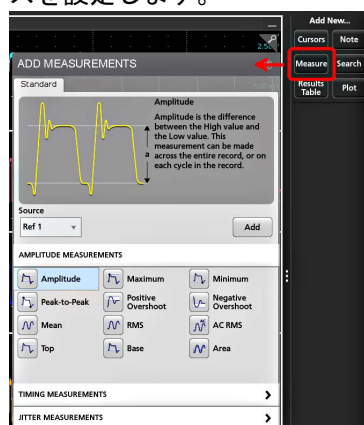 スを設定します。
Add New...
Cursors Note
Measure Search
Results Table Plot
ADD MEASUREMENTS
Standard
Amplitude
Amplitude is the difference
between the High value and
the Low value. This
measurement can be made
across the entire record, or on
each cycle in the record.
a
Source
Ref 1
Add
AMPLITUDE MEASUREMENTS
Amplitude Maximum Minimum
Peak-to-Peak Positive Overshoot Negative Overshoot
Mean RMS AC RMS
Top Base Area
TIMING MEASUREMENTS
JITTER MEASUREMENTS